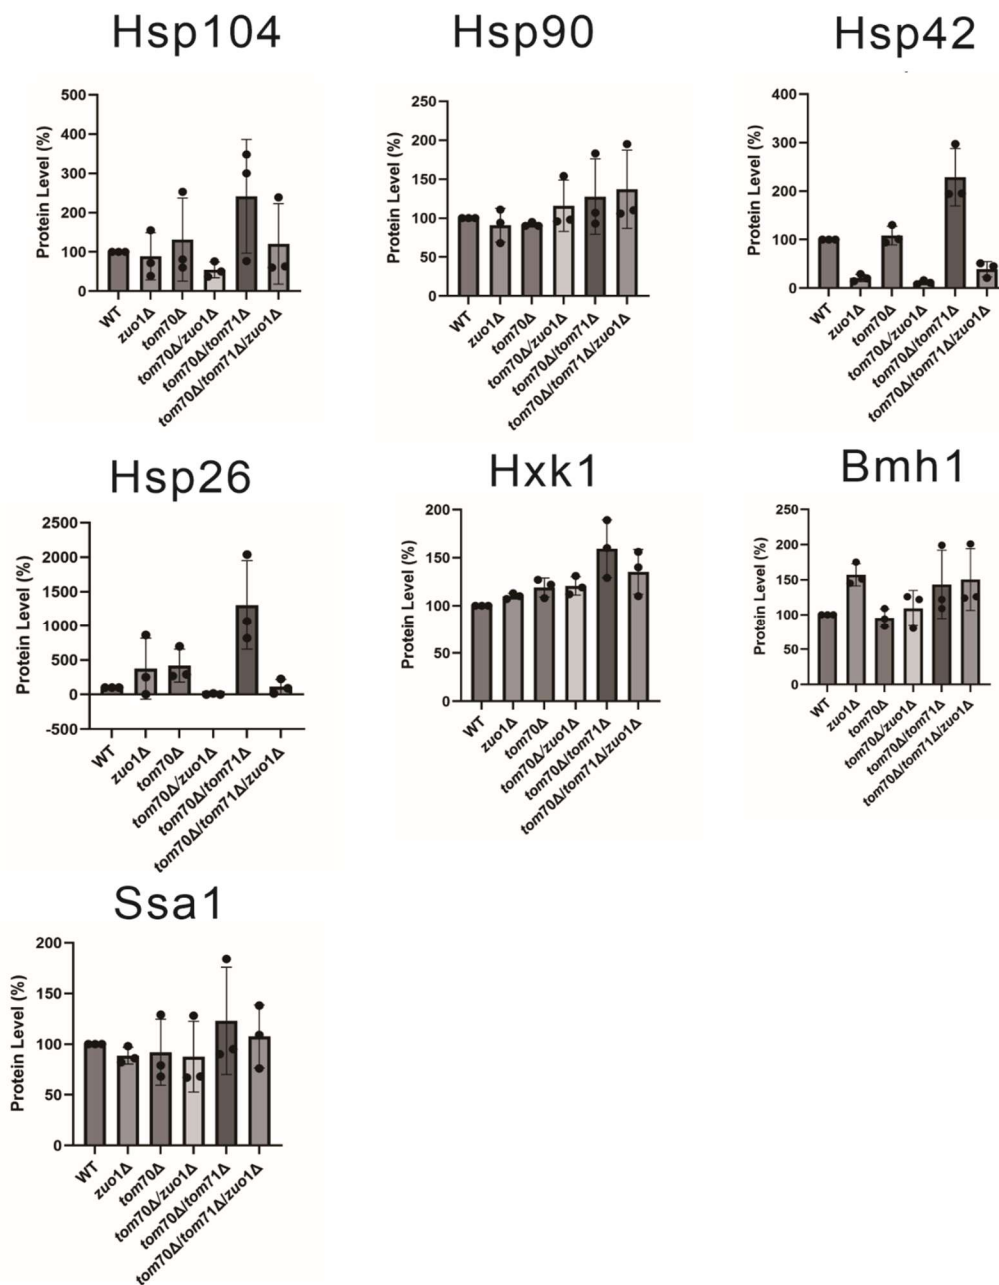 Hsp104
Protein Level (%)
500
400
300
200
100
0
WT
zuo1Δ
tom70Δ
tom70Δ/zuo1Δ
tom70Δ/tom71Δ
tom70Δ/tom71Δ/zuo1Δ
Hsp90
Protein Level (%)
250
200
150
100
50
0
WT
zuo1Δ
tom70Δ
tom70Δ/zuo1Δ
tom70Δ/tom71Δ
tom70Δ/tom71Δ/zuo1Δ
Hsp42
Protein Level (%)
400
300
200
100
0
WT
zuo1Δ
tom70Δ
tom70Δ/zuo1Δ
tom70Δ/tom71Δ
tom70Δ/tom71Δ/zuo1Δ
Hsp26
Protein Level (%)
2500
2000
1500
1000
500
0
-500
WT
zuo1Δ
tom70Δ
tom70Δ/zuo1Δ
tom70Δ/tom71Δ
tom70Δ/tom71Δ/zuo1Δ
Hxk1
Protein Level (%)
200
150
100
50
0
WT
zuo1Δ
tom70Δ
tom70Δ/zuo1Δ
tom70Δ/tom71Δ
tom70Δ/tom71Δ/zuo1Δ
Bmh1
Protein Level (%)
250
200
150
100
50
0
WT
zuo1Δ
tom70Δ
tom70Δ/zuo1Δ
tom70Δ/tom71Δ
tom70Δ/tom71Δ/zuo1Δ
Ssa1
Protein Level (%)
200
150
100
50
0
WT
zuo1Δ
tom70Δ
tom70Δ/zuo1Δ
tom70Δ/tom71Δ
tom70Δ/tom71Δ/zuo1Δ